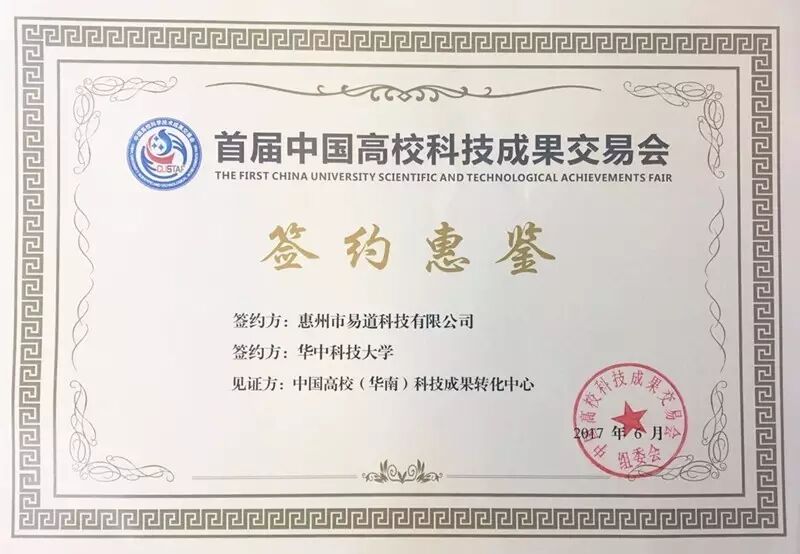 首届中国高校科技成果交易会
THE FIRST CHINA UNIVERSITY SCIENTIFIC AND TECHNOLOGICAL ACHIEVEMENTS FAIR
签约惠鉴
签约方：惠州市易道科技有限公司
签约方：华中科技大学
见证方：中国高校（华南）科技成果转化中心
2017 年 6 月
中国高校科技成果交易会
组委会